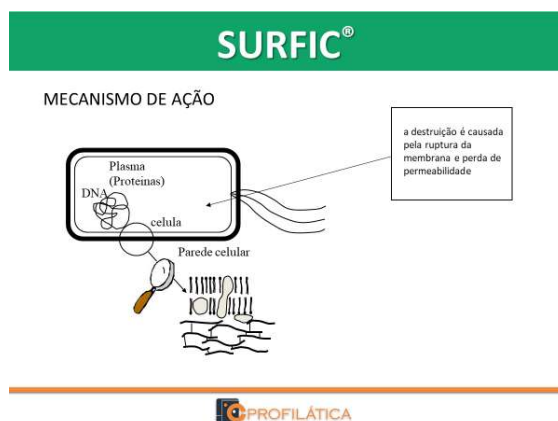 SURFIC®
MECANISMO DE AÇÃO
a destruição é causada
pela ruptura da
membrana e perda de
permeabilidade
Plasma
(Proteinas)
DNA
celula
Parede celular
PROFILÁTICA